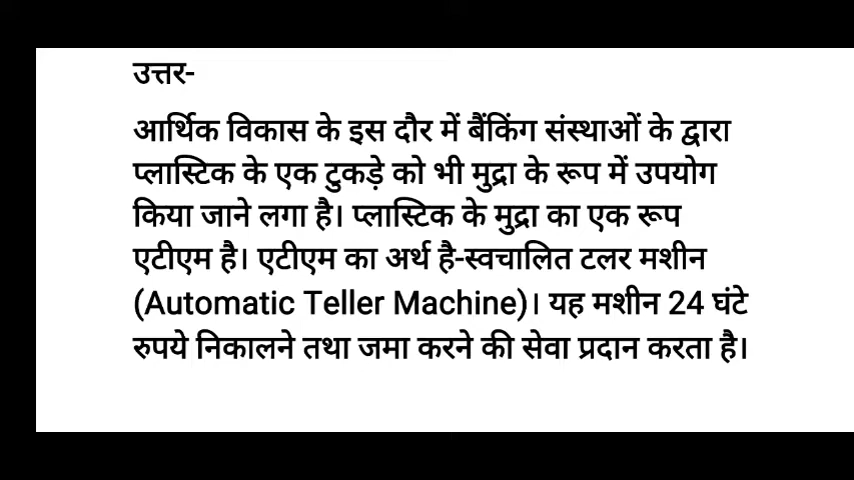 उत्तर-
आर्थिक विकास के इस दौर में बैंकिंग संस्थाओं के द्वारा
प्लास्टिक के एक टुकड़े को भी मुद्रा के रूप में उपयोग
किया जाने लगा है। प्लास्टिक के मुद्रा का एक रूप
एटीएम है। एटीएम का अर्थ है-स्वचालित टलर मशीन
(Automatic Teller Machine)। यह मशीन 24 घंटे
रुपये निकालने तथा जमा करने की सेवा प्रदान करता है।